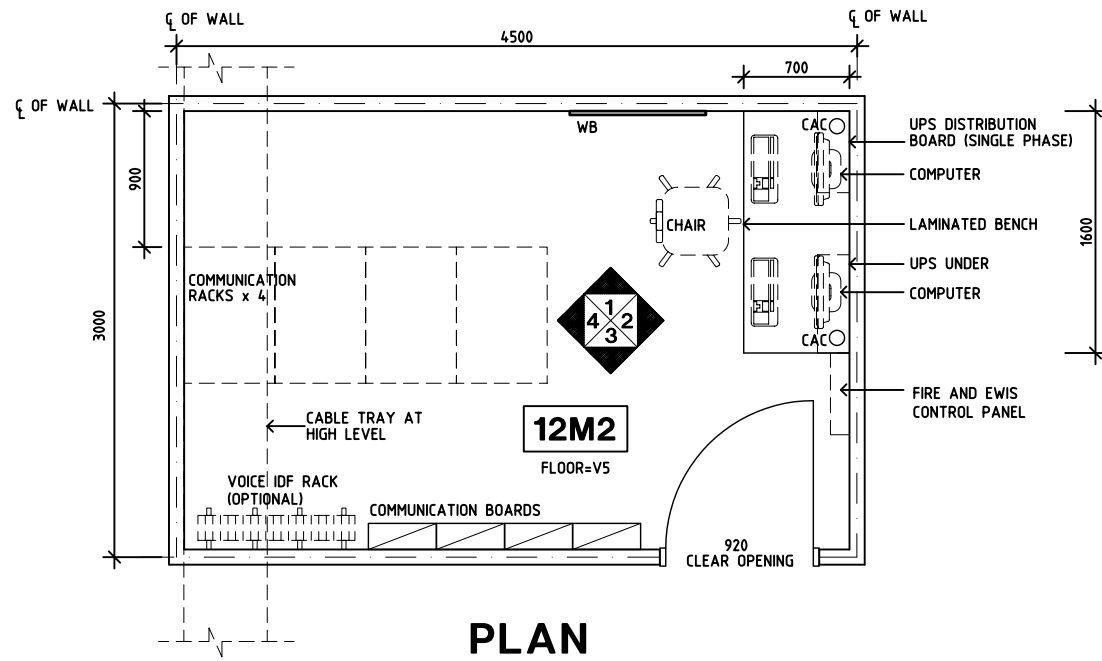 ℄ OF WALL
℄ OF WALL
4500
700
℄ OF WALL
WB
CAC
UPS DISTRIBUTION
BOARD (SINGLE PHASE)
COMPUTER
900
CHAIR
LAMINATED BENCH
1600
UPS UNDER
COMMUNICATION
RACKS x 4
COMPUTER
1
4 2
3
3000
CAC
FIRE AND EWIS
CONTROL PANEL
CABLE TRAY AT
HIGH LEVEL
12M2
FLOOR=V5
VOICE IDF RACK
(OPTIONAL)
COMMUNICATION BOARDS
920
CLEAR OPENING
PLAN